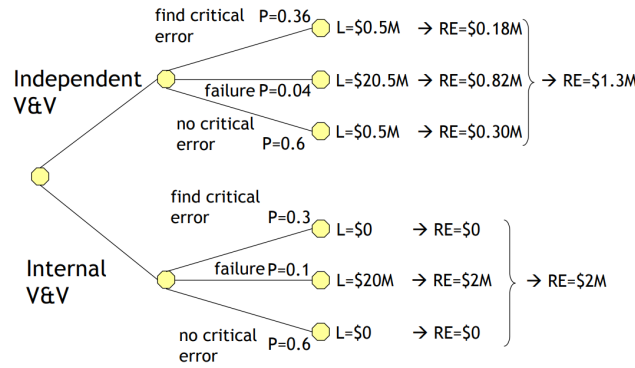 find critical
error
P=0.36
L=$0.5M → RE=$0.18M
Independent
V&V
failure P=0.04
L=$20.5M → RE=$0.82M
→ RE=$1.3M
no critical
error
P=0.6
L=$0.5M → RE=$0.30M
find critical
error
P=0.3
L=$0 → RE=$0
Internal
V&V
failure P=0.1
L=$20M → RE=$2M
→ RE=$2M
no critical
error
P=0.6
L=$0 → RE=$0